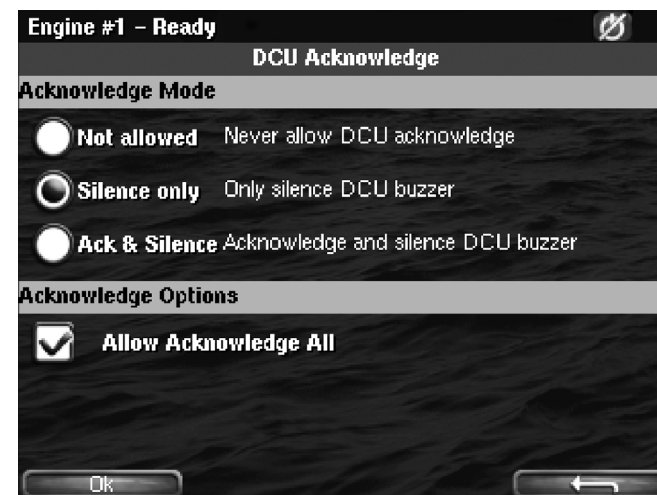 Engine #1 – Ready
DCU Acknowledge
Acknowledge Mode
Not allowed Never allow DCU acknowledge
Silence only Only silence DCU buzzer
Ack & Silence Acknowledge and silence DCU buzzer
Acknowledge Options
Allow Acknowledge All
Ok